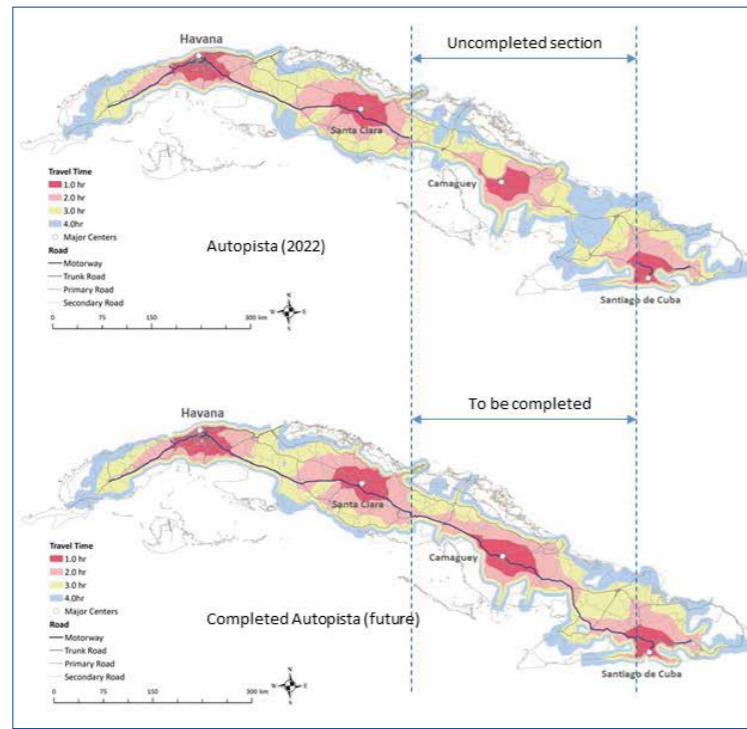 Havana
Uncompleted section
Santa Clara
Camaguey
Travel Time
1.0 hr
2.0 hr
3.0 hr
4.0hr
Major Centers
Road
Motorway
Trunk Road
Primary Road
Secondary Road
Autopista (2022)
Santiago de Cuba
N
W E
S
0 75 150 300 km
To be completed
Havana
Santa Clara
Camaguey
Travel Time
1.0 hr
2.0 hr
3.0 hr
4.0hr
Major Centers
Road
Motorway
Trunk Road
Primary Road
Secondary Road
Completed Autopista (future)
Santiago de Cuba
N
W E
S
0 75 150 300 km